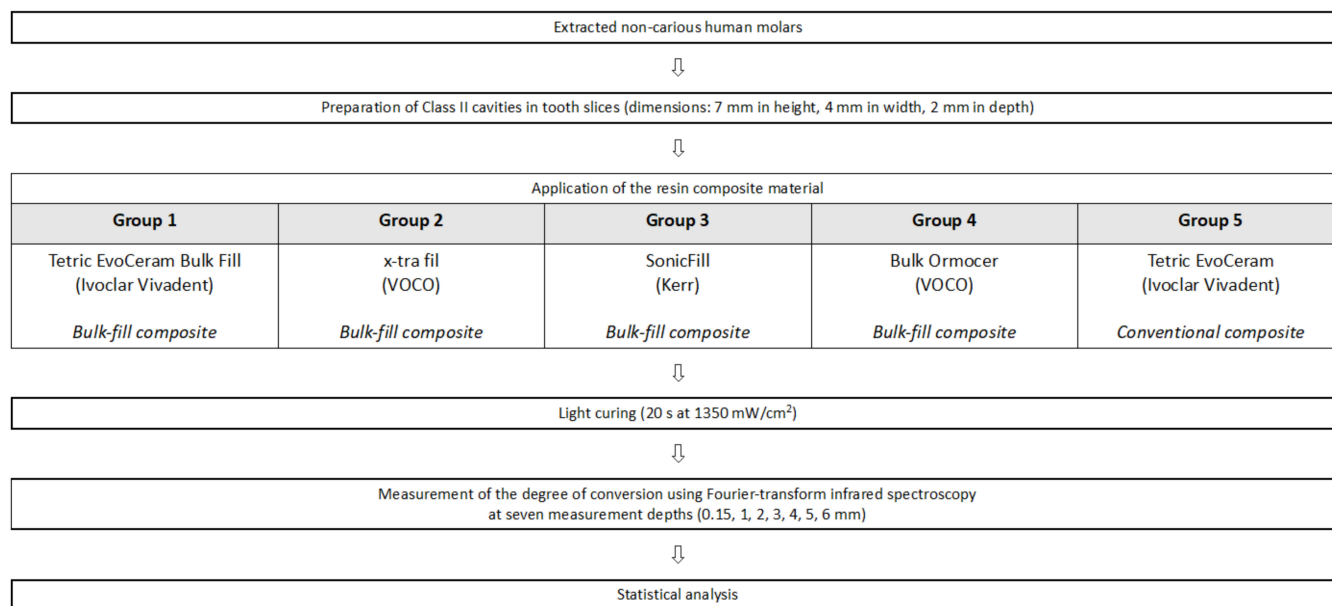 Extracted non-carious human molars
Preparation of Class II cavities in tooth slices (dimensions: 7 mm in height, 4 mm in width, 2 mm in depth)
Application of the resin composite material
Group 1
Group 2
Group 3
Group 4
Group 5
Tetric EvoCeram Bulk Fill
(Ivoclar Vivadent)
Bulk-fill composite
x-tra fil
(VOCO)
Bulk-fill composite
SonicFill
(Kerr)
Bulk-fill composite
Bulk Ormocer
(VOCO)
Bulk-fill composite
Tetric EvoCeram
(Ivoclar Vivadent)
Conventional composite
Light curing (20 s at 1350 mW/cm²)
Measurement of the degree of conversion using Fourier-transform infrared spectroscopy
at seven measurement depths (0.15, 1, 2, 3, 4, 5, 6 mm)
Statistical analysis